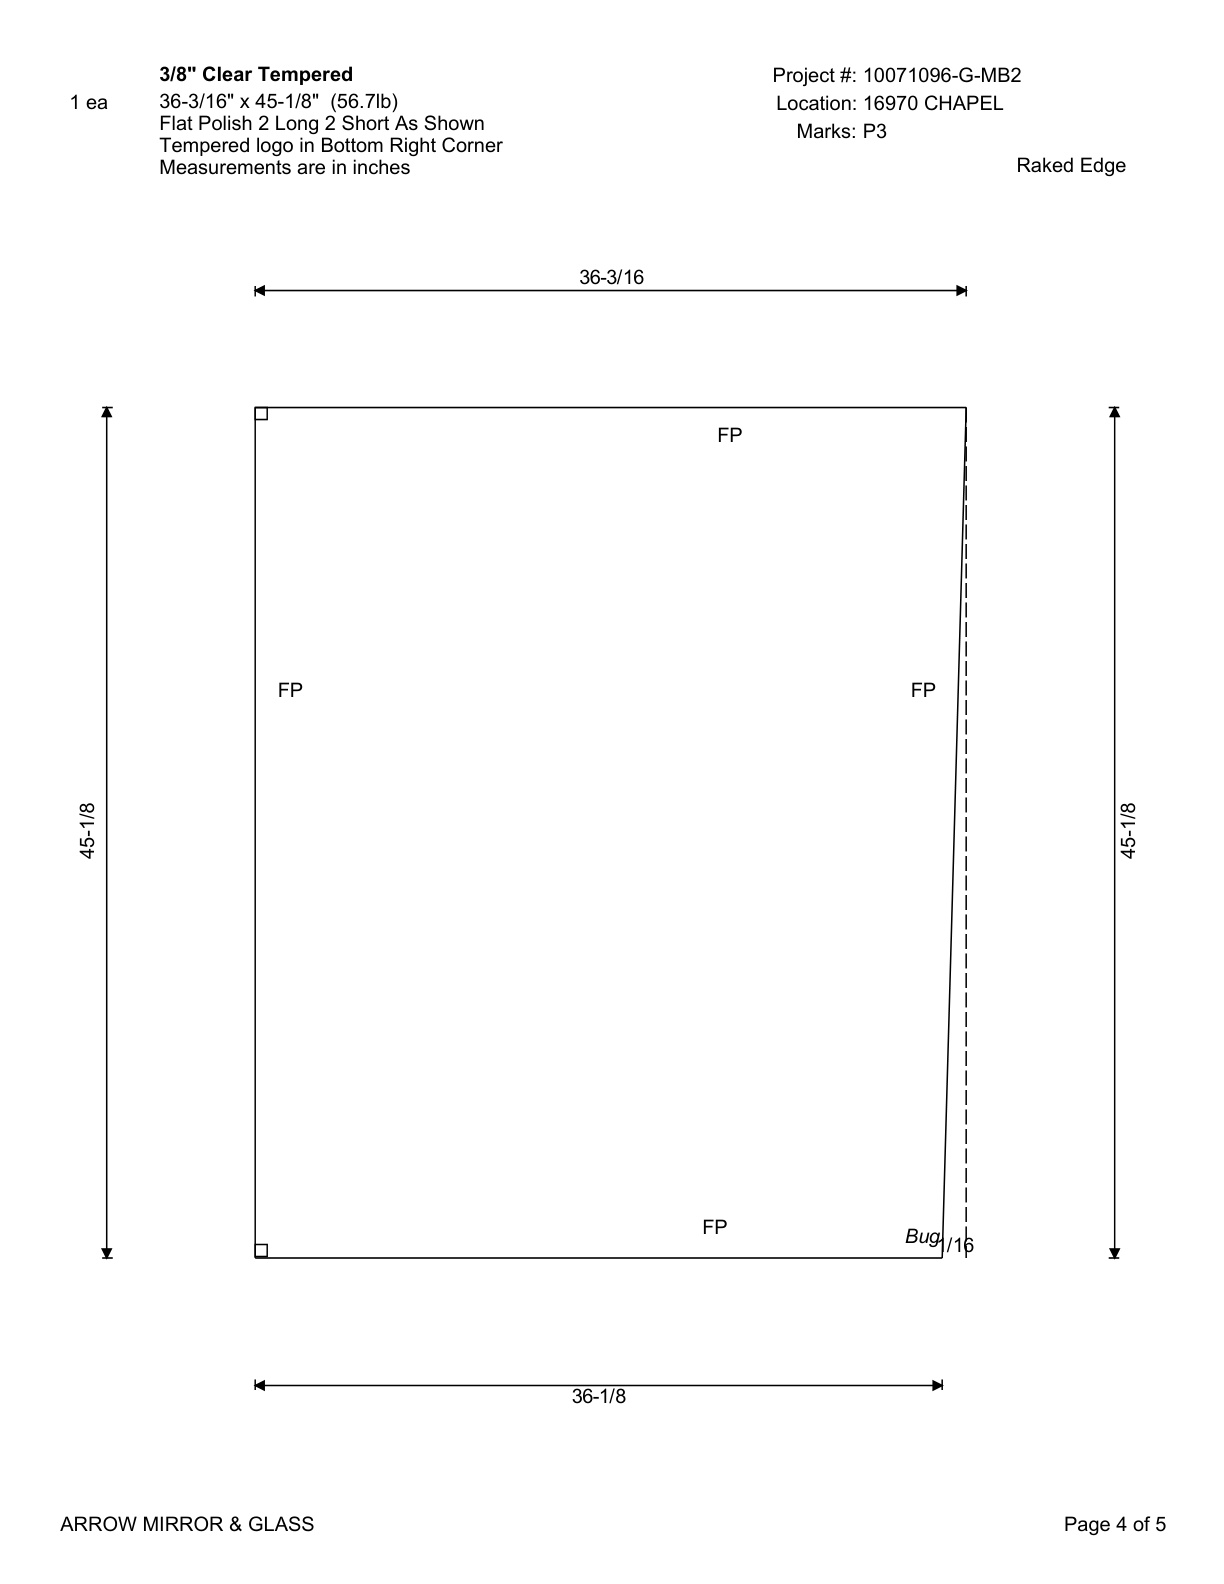 3/8" Clear Tempered
1 ea
36-3/16" x 45-1/8"  (56.7lb)
Flat Polish 2 Long 2 Short As Shown
Tempered logo in Bottom Right Corner
Measurements are in inches
Project #: 10071096-G-MB2
Location: 16970 CHAPEL
Marks: P3
Raked Edge
36-3/16
FP
FP
FP
45-1/8
45-1/8
FP
Bug
1/16
36-1/8
ARROW MIRROR & GLASS
Page 4 of 5